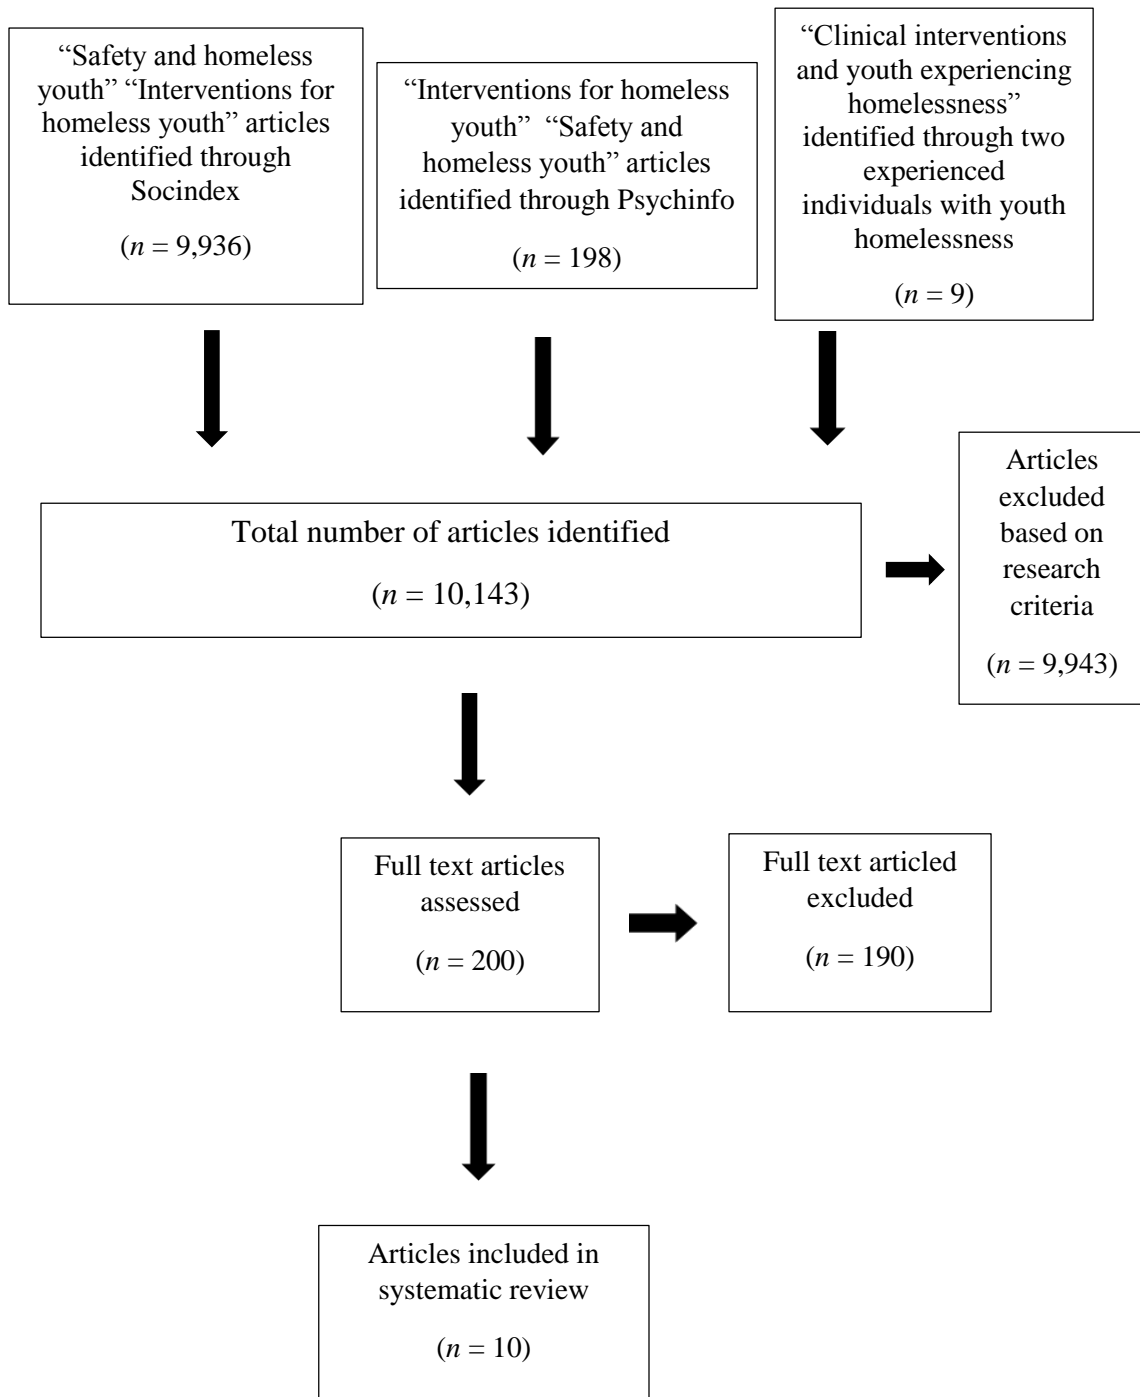 “Safety and homeless
youth” “Interventions for
homeless youth” articles
identified through
Socindex
(n = 9,936)
“Interventions for homeless
youth” “Safety and
homeless youth” articles
identified through Psychinfo
(n = 198)
“Clinical interventions
and youth experiencing
homelessness”
identified through two
experienced
individuals with youth
homelessness
(n = 9)
Total number of articles identified
(n = 10,143)
Articles
excluded
based on
research
criteria
(n = 9,943)
Full text articles
assessed
(n = 200)
Full text articled
excluded
(n = 190)
Articles included in
systematic review
(n = 10)